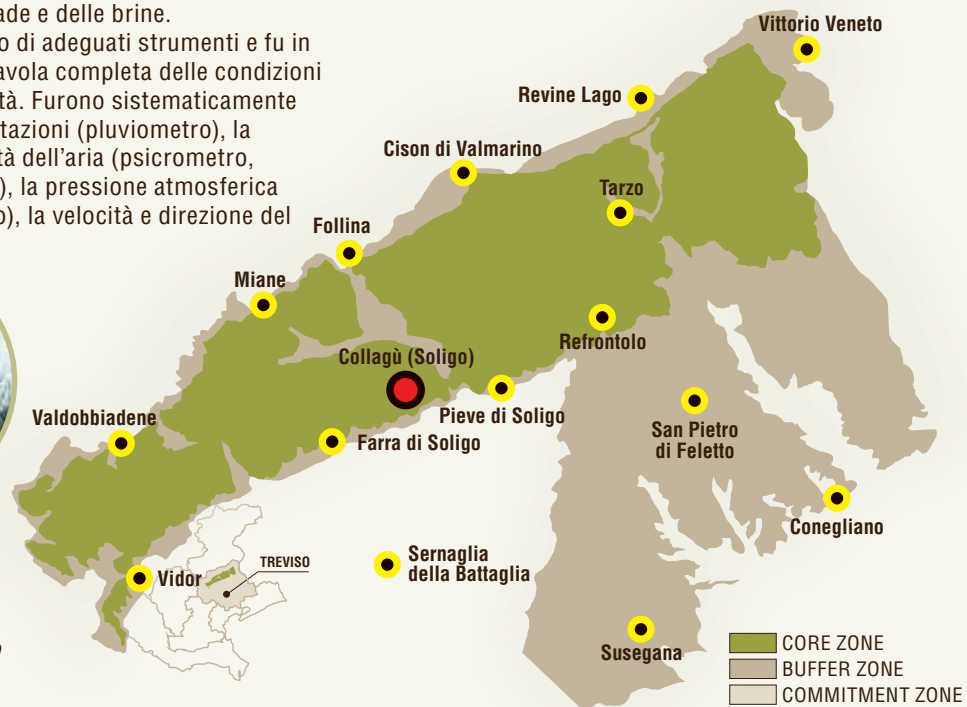 ade e delle brine.
o di adeguati strumenti e fu in
avola completa delle condizioni
tà. Furono sistematicamente
tazioni (pluviometro), la
tà dell'aria (psicrometro,
), la pressione atmosferica
o), la velocità e direzione del
Vittorio Veneto
Revine Lago
Cison di Valmarino
Tarzo
Follina
Miane
Refrontolo
Collagù (Soligo)
Pieve di Soligo
Valdobbiadene
Farra di Soligo
San Pietro
di Feletto
Conegliano
Sernaglia
della Battaglia
TREVISO
Vidor
Susegana
CORE ZONE
BUFFER ZONE
COMMITMENT ZONE